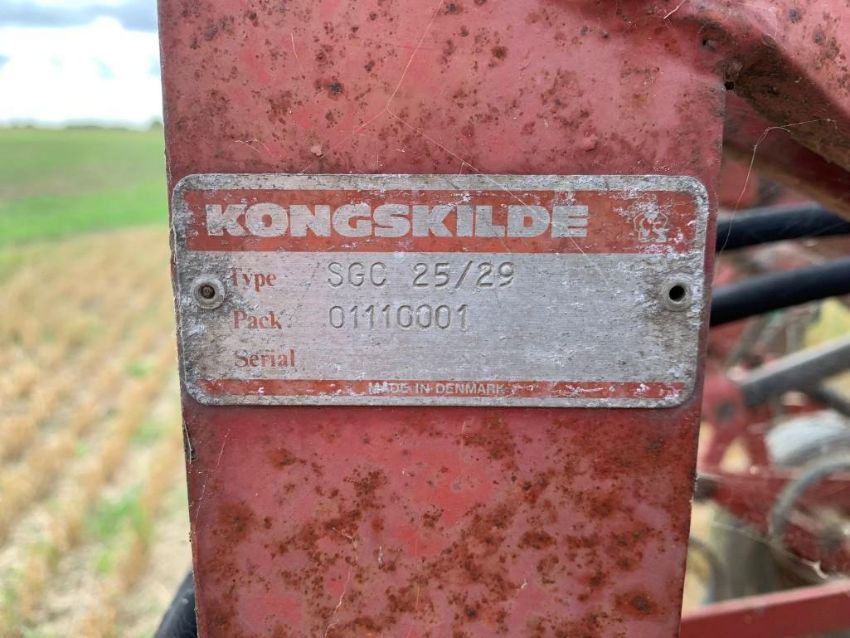 KONGSKILDE
Type SGC 25/29
Pack. 01110001
Serial
MADE IN DENMARK